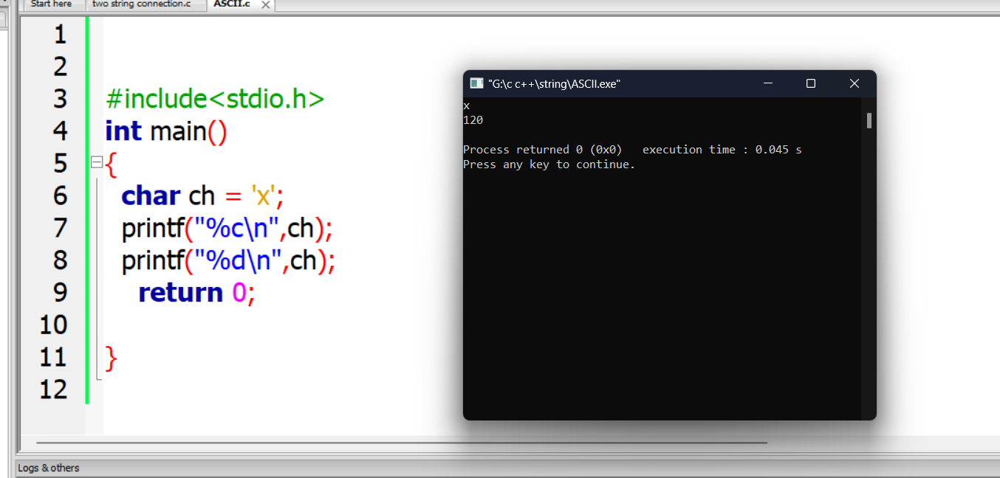 Start here two string connection.c ASCII.c
1
2
3 #include<stdio.h>
4 int main()
5 {
6 char ch = 'x';
7 printf("%c\n",ch);
8 printf("%d\n",ch);
9 return 0;
10
11 }
12
"G:\c c++\string\ASCII.exe"
x
120
Process returned 0 (0x0)   execution time : 0.045 s
Press any key to continue.
Logs & others